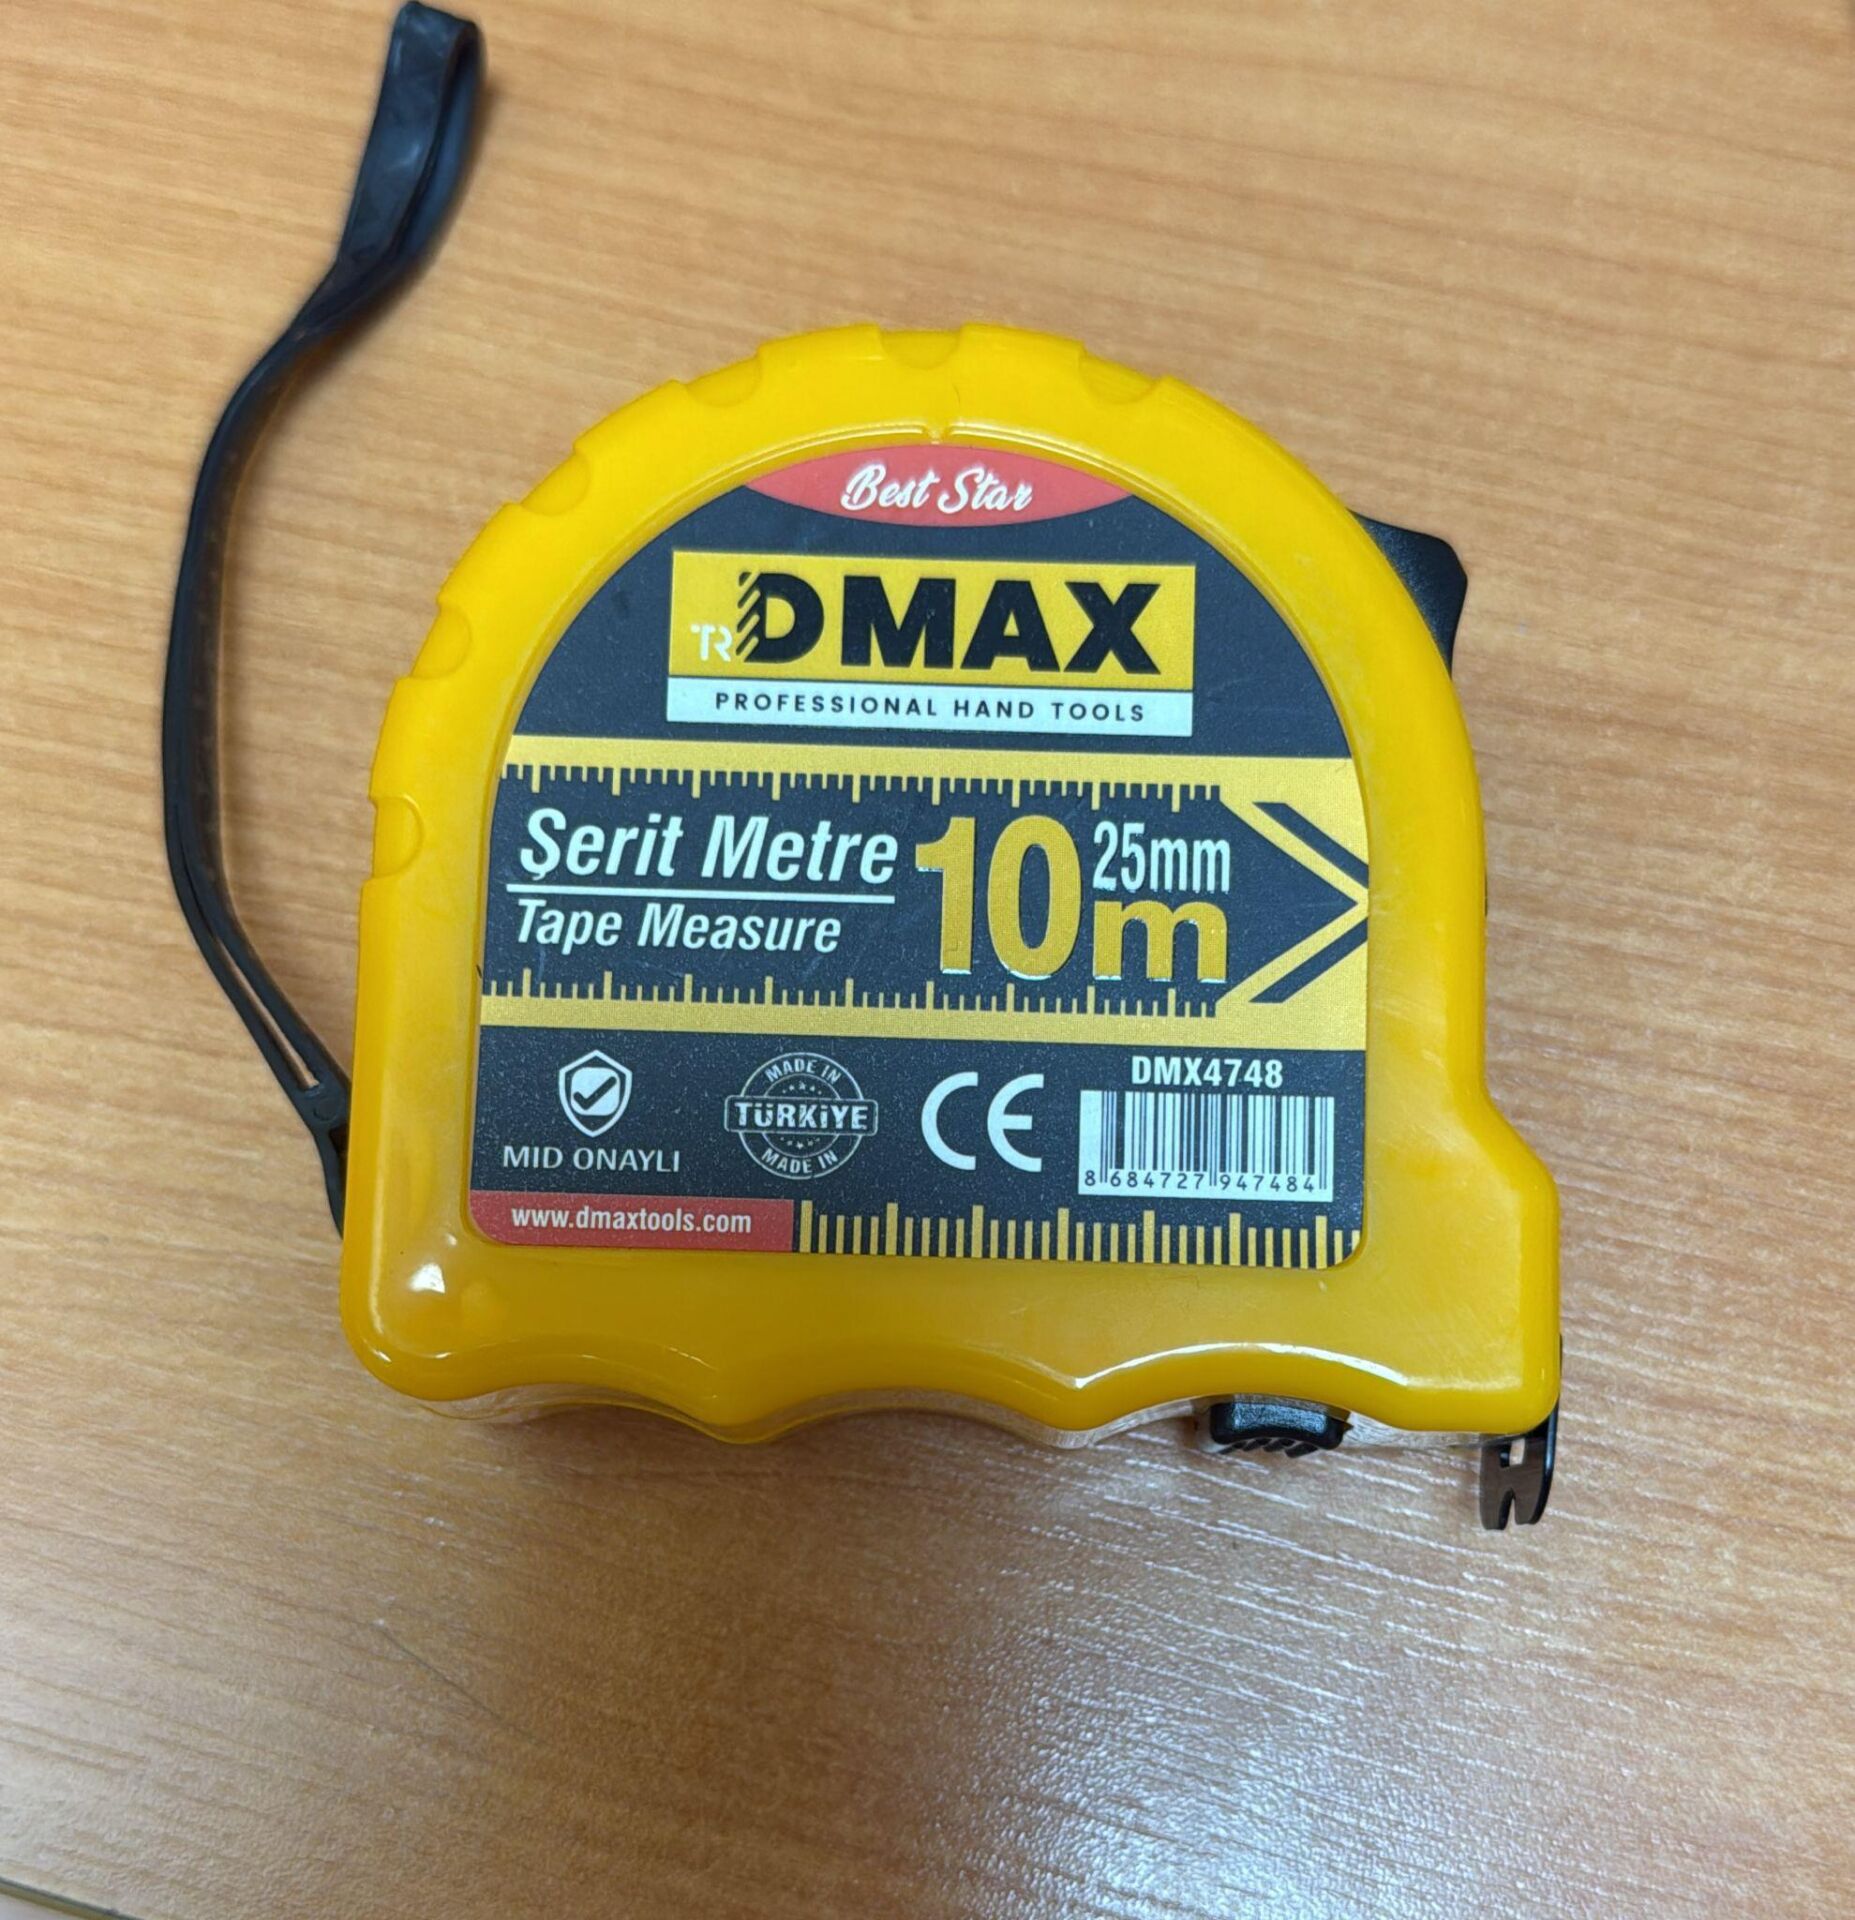 Best Star
TR DMAX
PROFESSIONAL HAND TOOLS
Şerit Metre
Tape Measure
10m
25mm
MID ONAYLI
MADE IN
TÜRKİYE
MADE IN
CE
DMX4748
8 684727 947484
www.dmaxtools.com